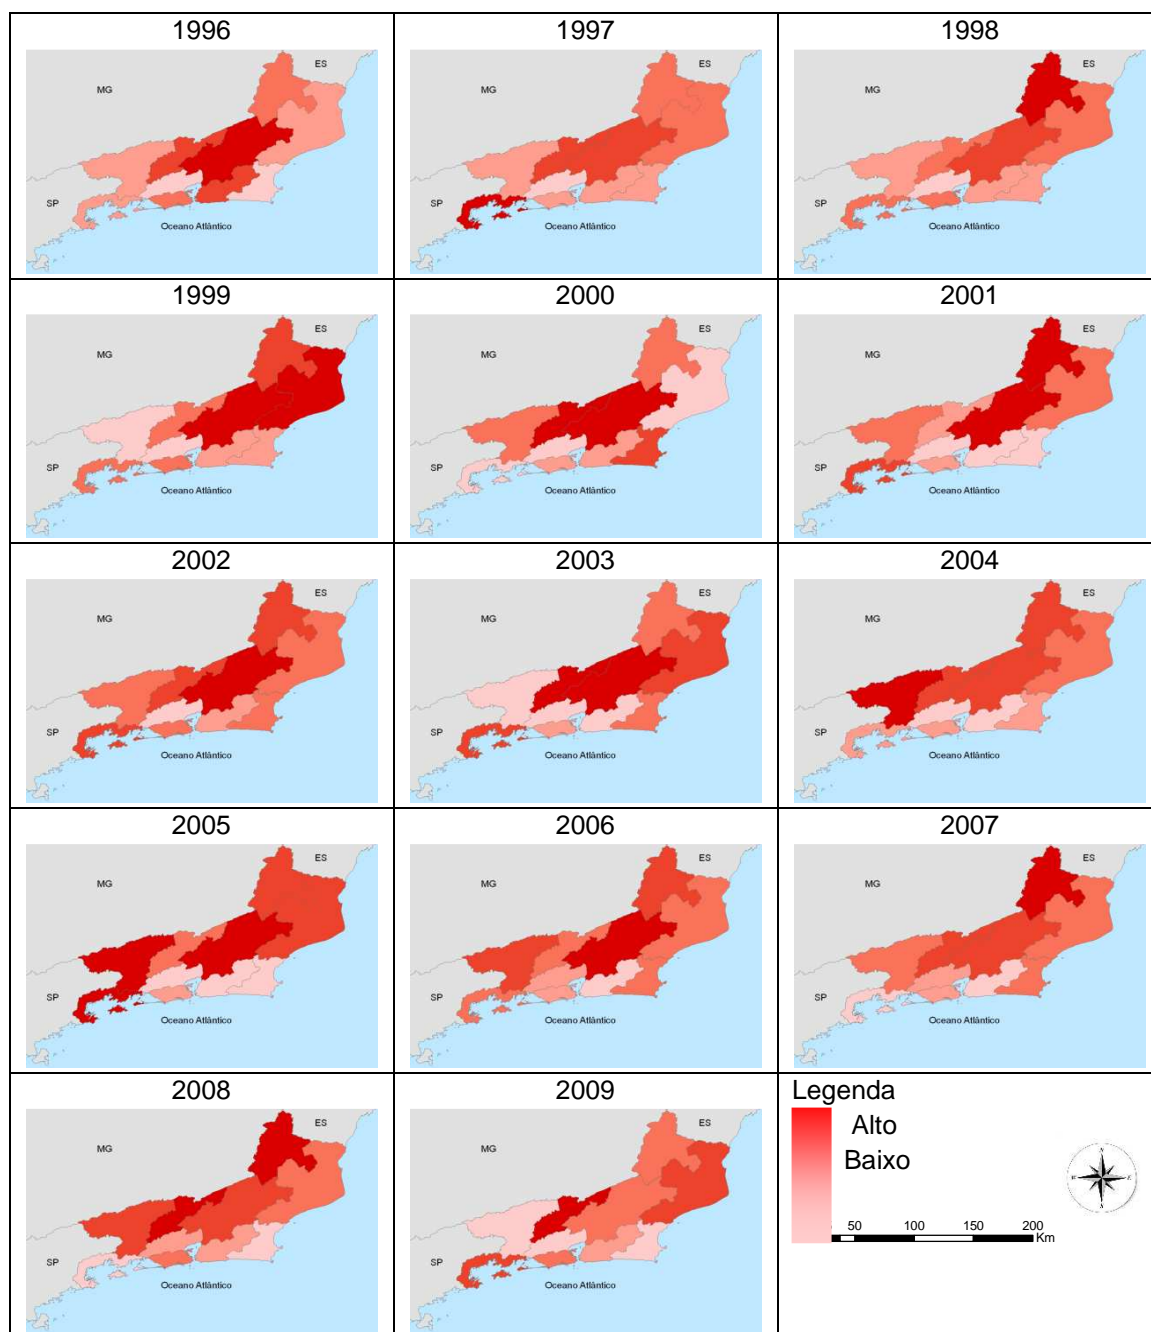 1996
1997
1998
MG
ES
SP
Oceano Atlântico
MG
ES
SP
Oceano Atlântico
MG
ES
SP
Oceano Atlântico
1999
2000
2001
MG
ES
SP
Oceano Atlântico
MG
ES
SP
Oceano Atlântico
MG
ES
SP
Oceano Atlântico
2002
2003
2004
MG
ES
SP
Oceano Atlântico
MG
ES
SP
Oceano Atlântico
MG
ES
SP
Oceano Atlântico
2005
2006
2007
MG
ES
SP
Oceano Atlântico
MG
ES
SP
Oceano Atlântico
MG
ES
SP
Oceano Atlântico
2008
2009
MG
ES
SP
Oceano Atlântico
MG
ES
SP
Oceano Atlântico
Legenda
Alto
Baixo
N
W E
S
50 100 150 200
Km